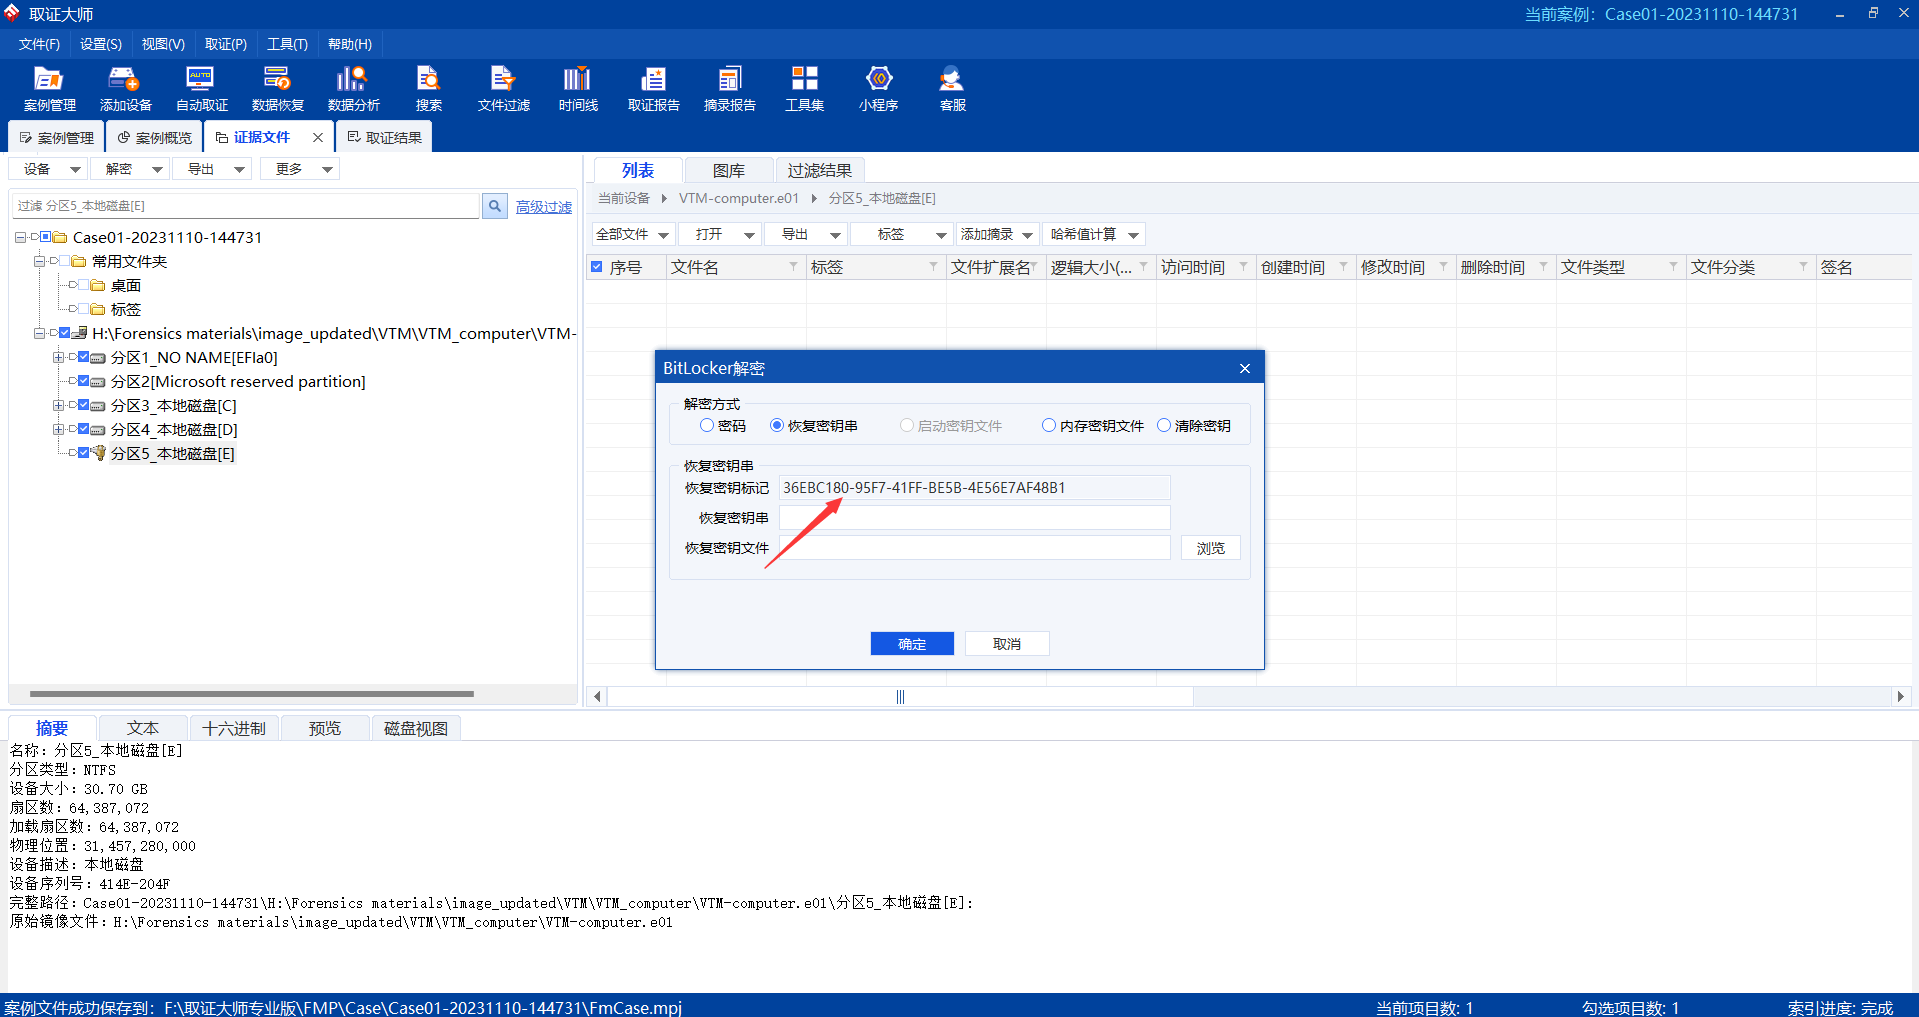 取证大师
当前案例：Case01-20231110-144731
文件(F) 设置(S) 视图(V) 取证(P) 工具(T) 帮助(H)
AUTO
案例管理 添加设备 自动取证 数据恢复 数据分析 搜索 文件过滤 时间线 取证报告 摘录报告 工具集 小程序 客服
案例管理 案例概览 证据文件 取证结果
设备 解密 导出 更多
过滤 分区5_本地磁盘[E]
高级过滤
Case01-20231110-144731
常用文件夹
桌面
标签
H:\Forensics materials\image_updated\VTM\VTM_computer\VTM-
分区1_NO NAME[EFIa0]
分区2[Microsoft reserved partition]
分区3_本地磁盘[C]
分区4_本地磁盘[D]
分区5_本地磁盘[E]
列表 图库 过滤结果
当前设备 VTM-computer.e01 分区5_本地磁盘[E]
全部文件 打开 导出 标签 添加摘录 哈希值计算
序号 文件名 标签 文件扩展名 逻辑大小(... 访问时间 创建时间 修改时间 删除时间 文件类型 文件分类 签名
BitLocker解密
解密方式
密码 恢复密钥串 启动密钥文件 内存密钥文件 清除密钥
恢复密钥串
恢复密钥标记 36EBC180-95F7-41FF-BE5B-4E56E7AF48B1
恢复密钥串
恢复密钥文件 浏览
确定 取消
摘要 文本 十六进制 预览 磁盘视图
名称：分区5_本地磁盘[E]
分区类型：NTFS
设备大小：30.70 GB
扇区数：64,387,072
加载扇区数：64,387,072
物理位置：31,457,280,000
设备描述：本地磁盘
设备序列号：414E-204F
完整路径：Case01-20231110-144731\H:\Forensics materials\image_updated\VTM\VTM_computer\VTM-computer.e01\分区5_本地磁盘[E]:
原始镜像文件：H:\Forensics materials\image_updated\VTM\VTM_computer\VTM-computer.e01
案例文件成功保存到：F:\取证大师专业版\FMP\Case\Case01-20231110-144731\FmCase.mpj
当前项目数: 1 勾选项目数: 1 索引进度: 完成